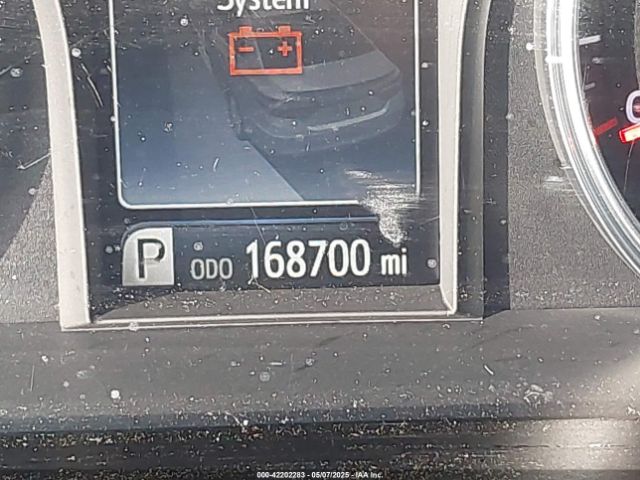 System
P ODO 168700 mi
000-42202283 - 05/07/2025 - IAA Inc.